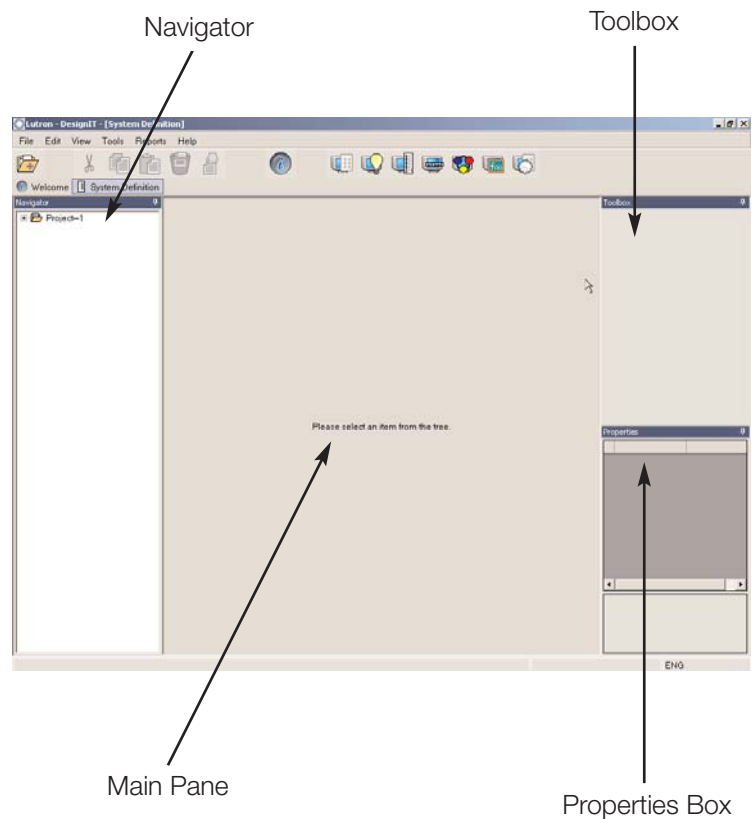 Navigator
Toolbox
Lutron - DesignIT - [System Definition]
File Edit View Tools Reports Help
Welcome System Definition
Navigator
Toolbox
Project-1
Please select an item from the tree.
Properties
ENG
Main Pane
Properties Box